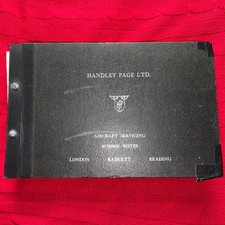 HANDLEY PAGE LTD.
AIRCRAFT SERVICING
SCHOOL NOTES
LONDON RADLETT READING